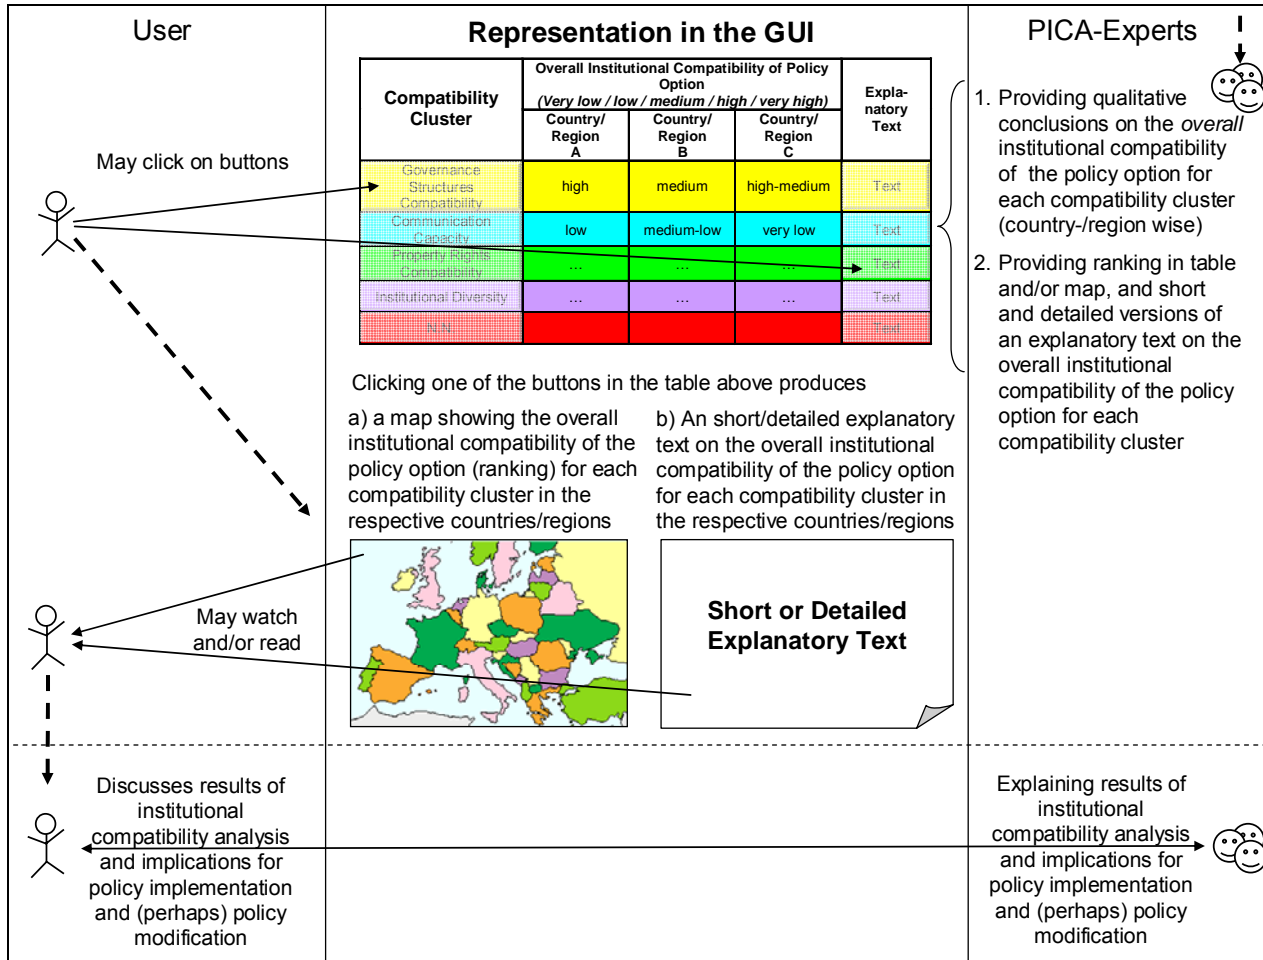 User
Representation in the GUI
PICA-Experts
Compatibility
Cluster
Overall Institutional Compatibility of Policy
Option
(Very low / low / medium / high / very high)
Expla-
natory
Text
Country/
Region
A
Country/
Region
B
Country/
Region
C
Governance
Structures
Compatibility
high
medium
high-medium
Text
Communication
Capacity
low
medium-low
very low
Text
Property Rights
Compatibility
...
...
...
Text
Institutional Diversity
...
...
...
Text
N.N.
Text
May click on buttons
1. Providing qualitative
conclusions on the overall
institutional compatibility
of the policy option for
each compatibility cluster
(country-/region wise)
2. Providing ranking in table
and/or map, and short
and detailed versions of
an explanatory text on the
overall institutional
compatibility of the policy
option for each
compatibility cluster
Clicking one of the buttons in the table above produces
a) a map showing the overall
institutional compatibility of the
policy option (ranking) for each
compatibility cluster in the
respective countries/regions
b) An short/detailed explanatory
text on the overall institutional
compatibility of the policy option
for each compatibility cluster in
the respective countries/regions
May watch
and/or read
Short or Detailed
Explanatory Text
Discusses results of
institutional
compatibility analysis
and implications for
policy implementation
and (perhaps) policy
modification
Explaining results of
institutional
compatibility analysis
and implications for
policy implementation
and (perhaps) policy
modification